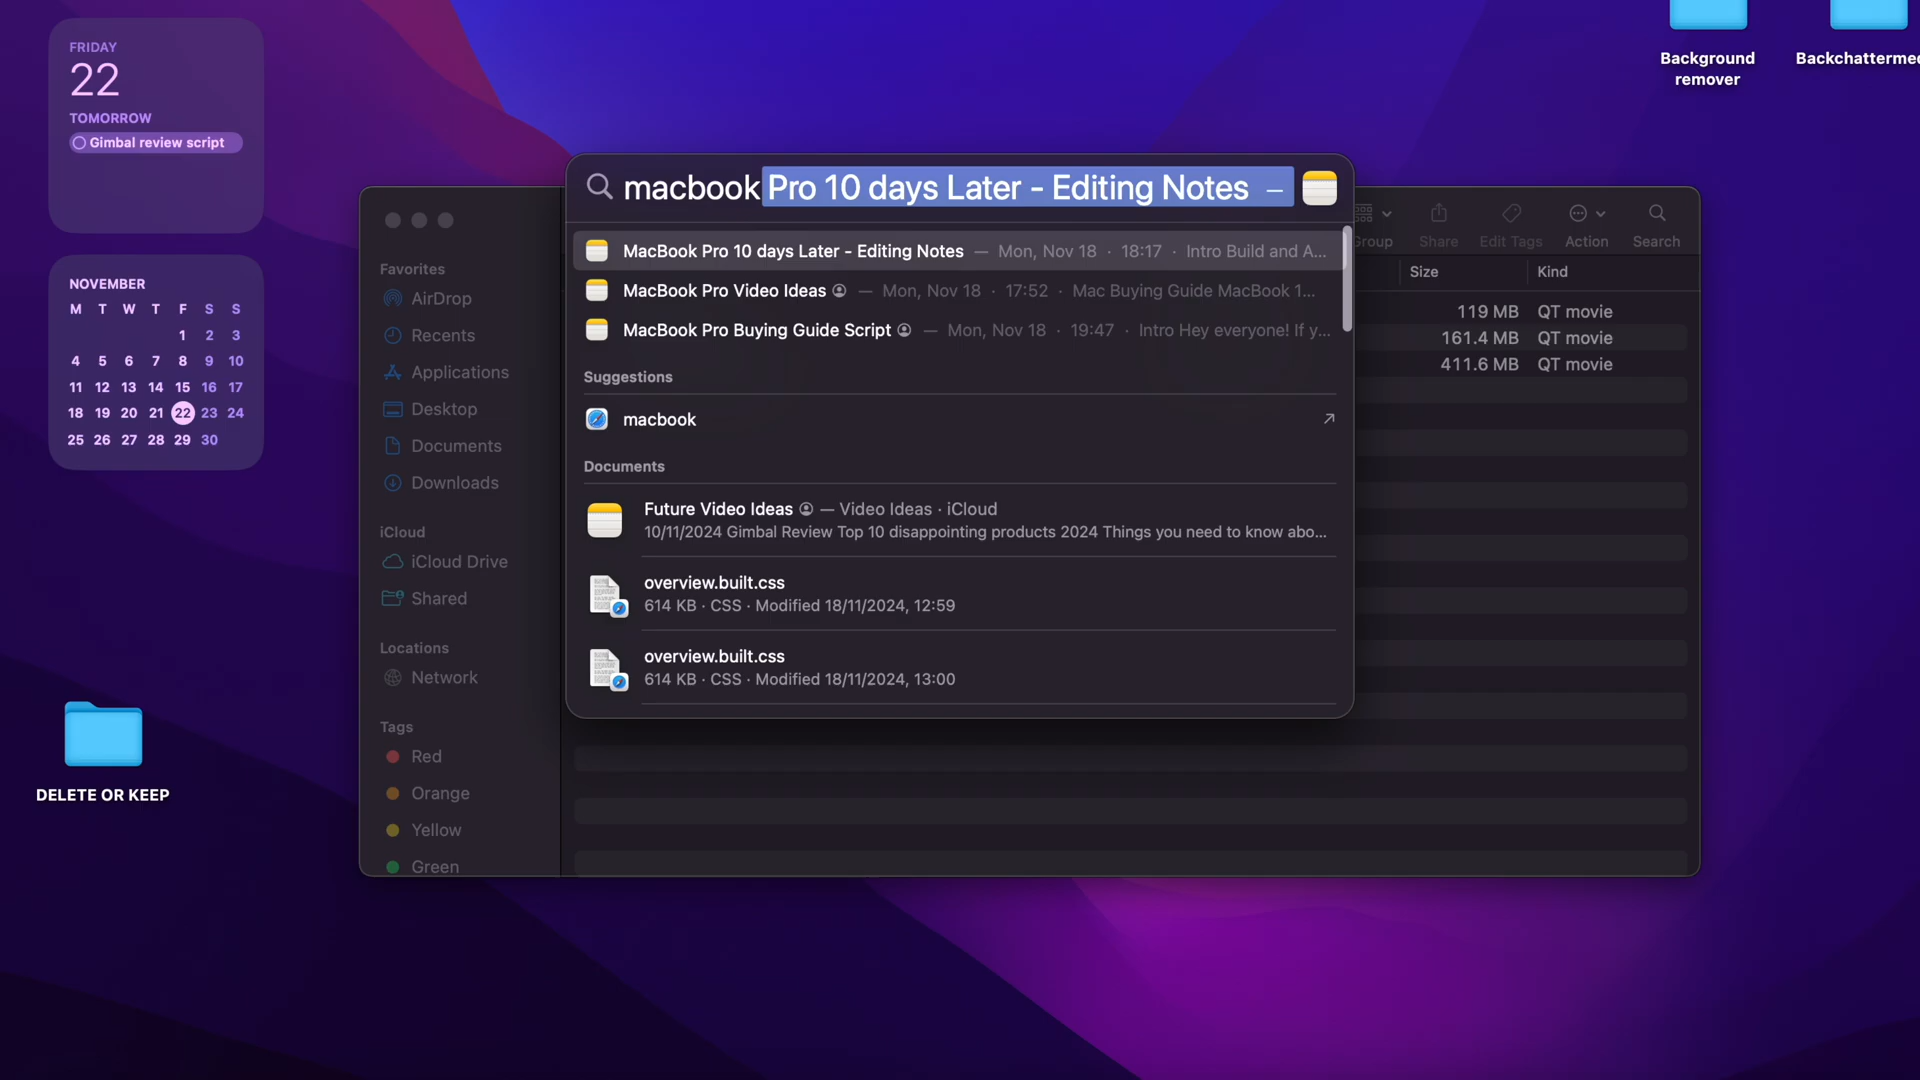 FRIDAY
22
TOMORROW
Gimbal review script
NOVEMBER
M T W T F S S
1 2 3
4 5 6 7 8 9 10
11 12 13 14 15 16 17
18 19 20 21 22 23 24
25 26 27 28 29 30
DELETE OR KEEP
Background
remover
Backchattermed
macbook Pro 10 days Later - Editing Notes –
MacBook Pro 10 days Later - Editing Notes — Mon, Nov 18 · 18:17 · Intro Build and A...
MacBook Pro Video Ideas — Mon, Nov 18 · 17:52 · Mac Buying Guide MacBook 1...
MacBook Pro Buying Guide Script — Mon, Nov 18 · 19:47 · Intro Hey everyone! If y...
Suggestions
macbook
Documents
Future Video Ideas — Video Ideas · iCloud
10/11/2024 Gimbal Review Top 10 disappointing products 2024 Things you need to know abo...
overview.built.css
614 KB · CSS · Modified 18/11/2024, 12:59
overview.built.css
614 KB · CSS · Modified 18/11/2024, 13:00
Favorites
AirDrop
Recents
Applications
Desktop
Documents
Downloads
iCloud
iCloud Drive
Shared
Locations
Network
Tags
Red
Orange
Yellow
Green
Group Share Edit Tags Action Search
Size Kind
119 MB QT movie
161.4 MB QT movie
411.6 MB QT movie